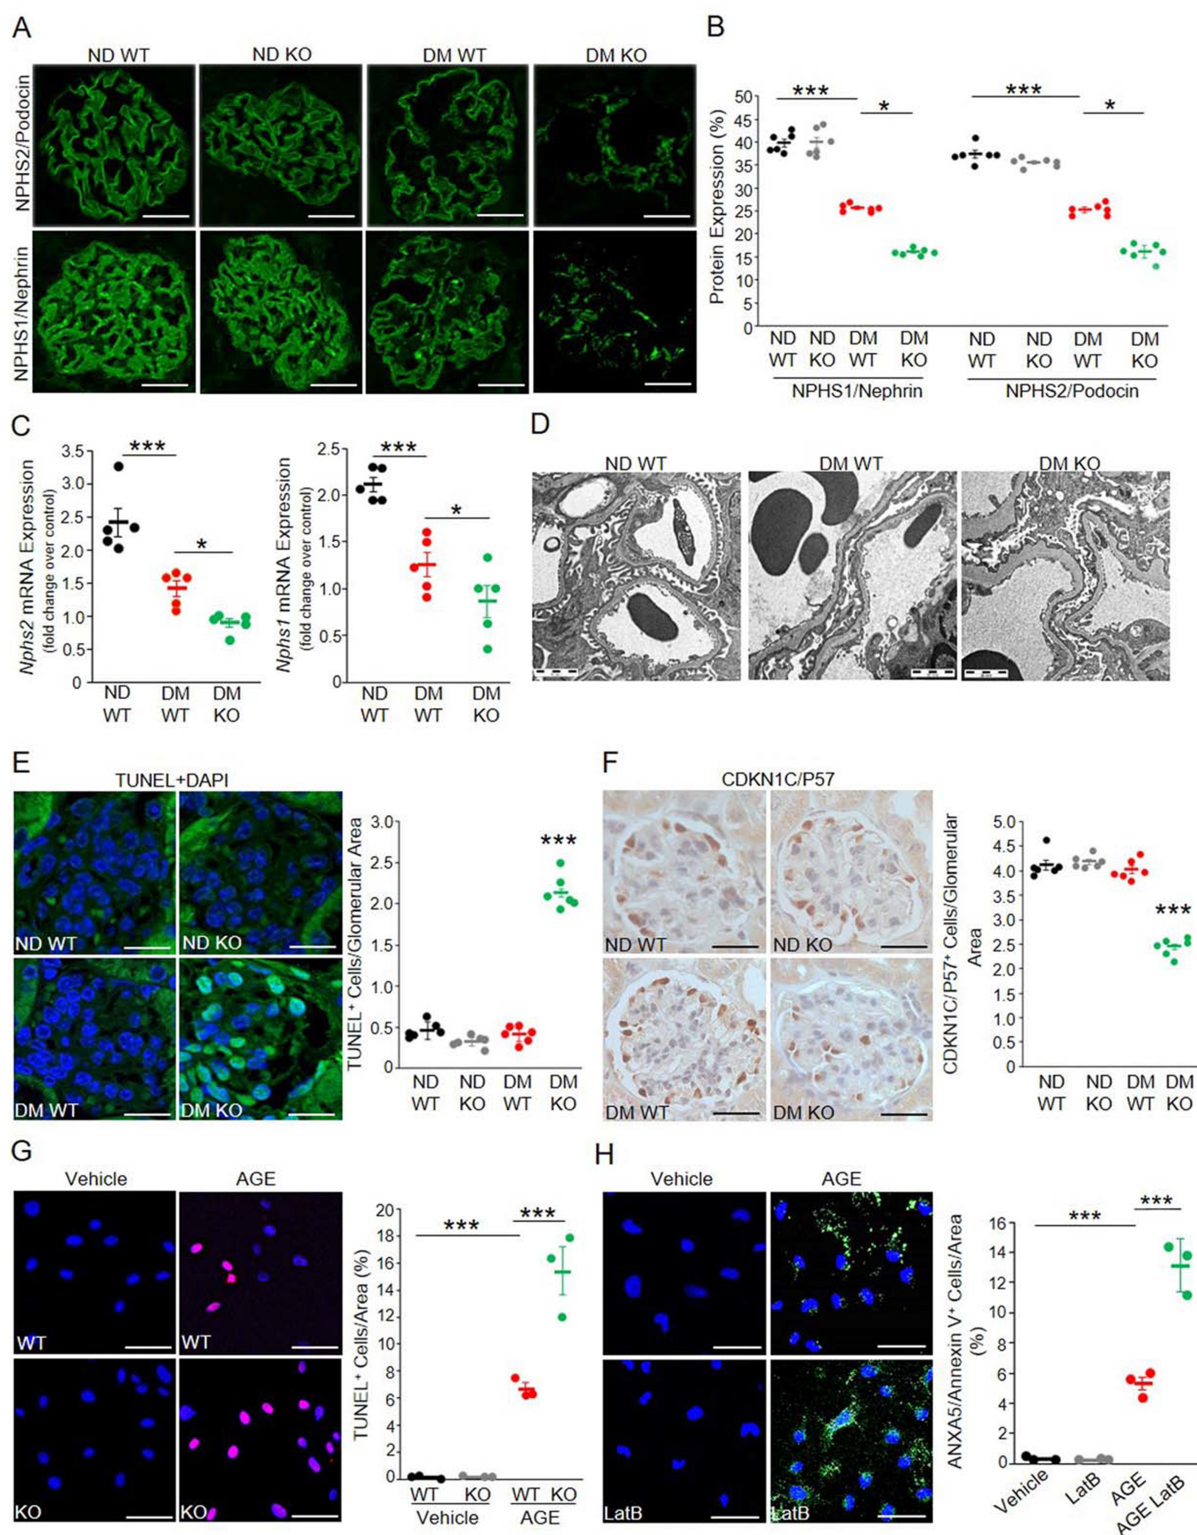 A
ND WT
ND KO
DM WT
DM KO
NPHS2/Podocin
NPHS1/Nephrin
B
Protein Expression (%)
50
45
40
35
30
25
20
15
10
5
0
***
*
***
*
ND WT
ND KO
DM WT
DM KO
ND WT
ND KO
DM WT
DM KO
NPHS1/Nephrin
NPHS2/Podocin
C
Nphs2 mRNA Expression
(fold change over control)
3.5
3.0
2.5
2.0
1.5
1.0
0.5
0
***
*
ND WT
DM WT
DM KO
Nphs1 mRNA Expression
(fold change over control)
2.5
2.0
1.5
1.0
0.5
0
***
*
ND WT
DM WT
DM KO
D
ND WT
DM WT
DM KO
E
TUNEL+DAPI
ND WT
ND KO
DM WT
DM KO
TUNEL+ Cells/Glomerular Area
3.0
2.5
2.0
1.5
1.0
0.5
0
***
ND WT
ND KO
DM WT
DM KO
F
CDKN1C/P57
ND WT
ND KO
DM WT
DM KO
CDKN1C/P57+ Cells/Glomerular
Area
5.0
4.5
4.0
3.5
3.0
2.5
2.0
1.5
1.0
0.5
0
***
ND WT
ND KO
DM WT
DM KO
G
Vehicle
AGE
WT
KO
TUNEL+ Cells/Area (%)
20
18
16
14
12
10
8
6
4
2
0
***
***
WT KO WT KO
Vehicle AGE
H
Vehicle
AGE
LatB
LatB
ANXA5/Annexin V+ Cells/Area
(%)
16
14
12
10
8
6
4
2
0
***
***
Vehicle
LatB
AGE
AGE LatB